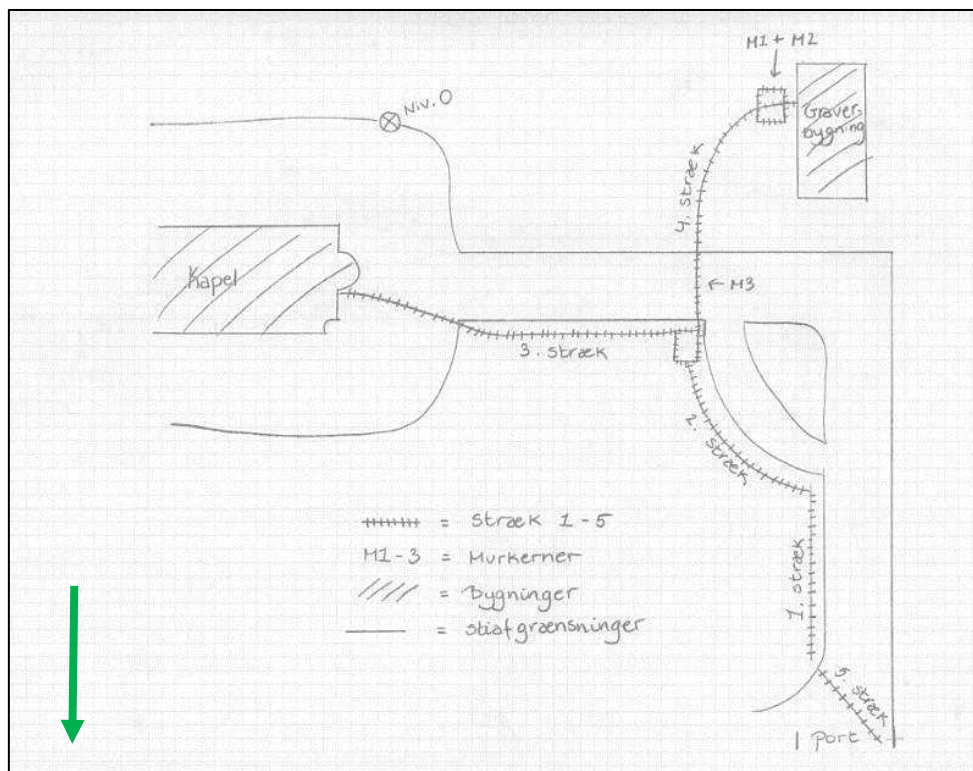 M1 + M2
Niv. 0
Graver-
bygning
4. stræk
Kapel
← M3
3. stræk
2. stræk
= stræk 1-5
M1-3 = Murkerner
= bygninger
= stiafgrænsninger
1. stræk
5. stræk
Port